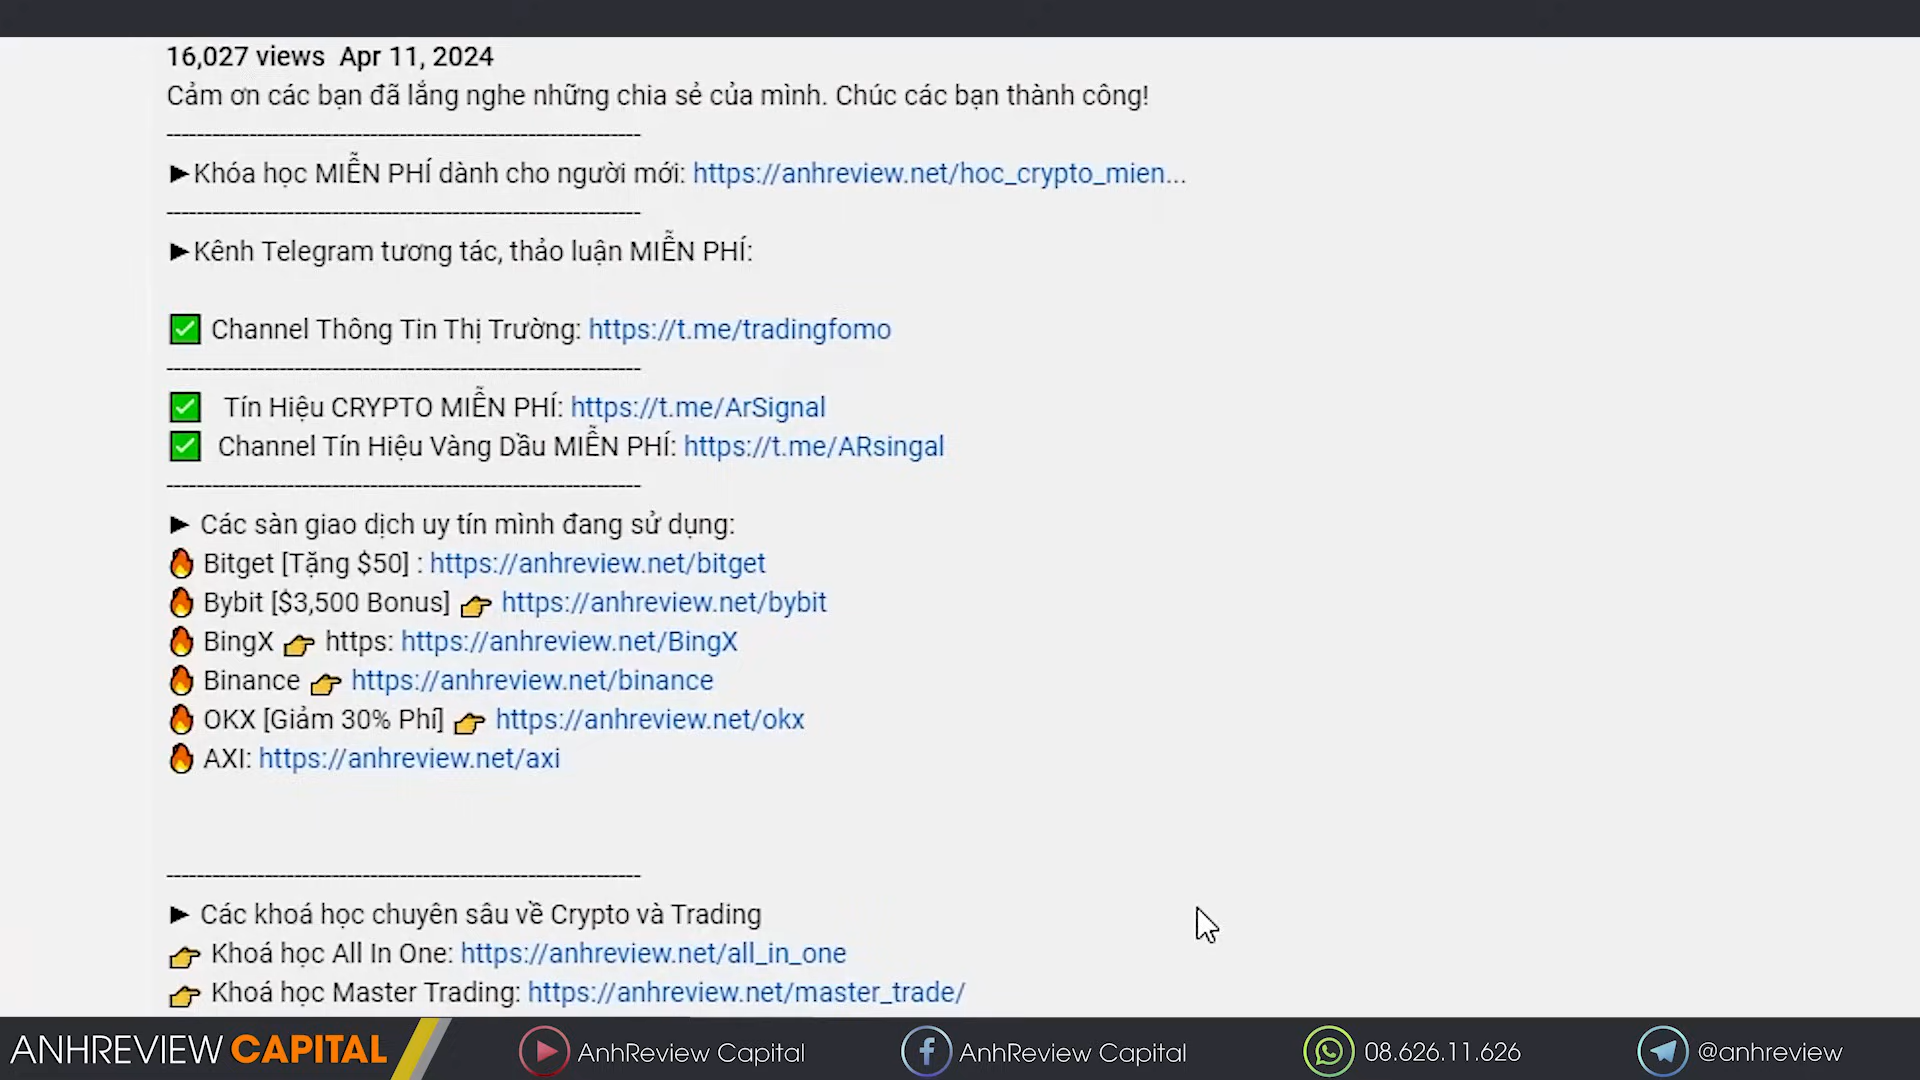 16,027 views Apr 11, 2024
Cảm ơn các bạn đã lắng nghe những chia sẻ của mình. Chúc các bạn thành công!
---------------------------------------------------------------
►Khóa học MIỄN PHÍ dành cho người mới: https://anhreview.net/hoc_crypto_mien...
---------------------------------------------------------------
►Kênh Telegram tương tác, thảo luận MIỄN PHÍ:
✅ Channel Thông Tin Thị Trường: https://t.me/tradingfomo
---------------------------------------------------------------
✅ Tín Hiệu CRYPTO MIỄN PHÍ: https://t.me/ArSignal
✅ Channel Tín Hiệu Vàng Dầu MIỄN PHÍ: https://t.me/ARsingal
---------------------------------------------------------------
► Các sàn giao dịch uy tín mình đang sử dụng:
🔥 Bitget [Tặng $50] : https://anhreview.net/bitget
🔥 Bybit [$3,500 Bonus] 👉 https://anhreview.net/bybit
🔥 BingX 👉 https: https://anhreview.net/BingX
🔥 Binance 👉 https://anhreview.net/binance
🔥 OKX [Giảm 30% Phí] 👉 https://anhreview.net/okx
🔥 AXI: https://anhreview.net/axi
---------------------------------------------------------------
► Các khoá học chuyên sâu về Crypto và Trading
👉 Khoá học All In One: https://anhreview.net/all_in_one
👉 Khoá học Master Trading: https://anhreview.net/master_trade/
ANHREVIEW CAPITAL AnhReview Capital AnhReview Capital 08.626.11.626 @anhreview